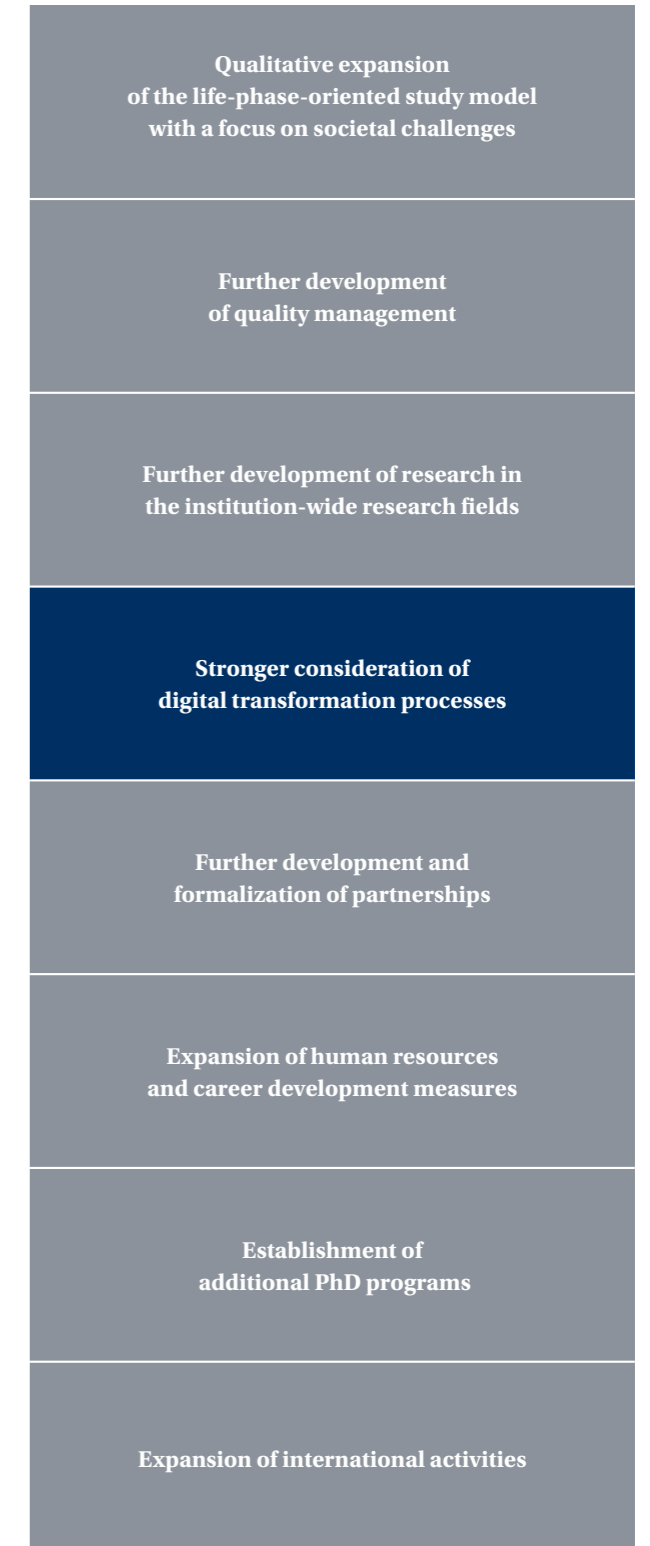 Qualitative expansion
of the life-phase-oriented study model
with a focus on societal challenges
Further development
of quality management
Further development of research in
the institution-wide research fields
Stronger consideration of
digital transformation processes
Further development and
formalization of partnerships
Expansion of human resources
and career development measures
Establishment of
additional PhD programs
Expansion of international activities